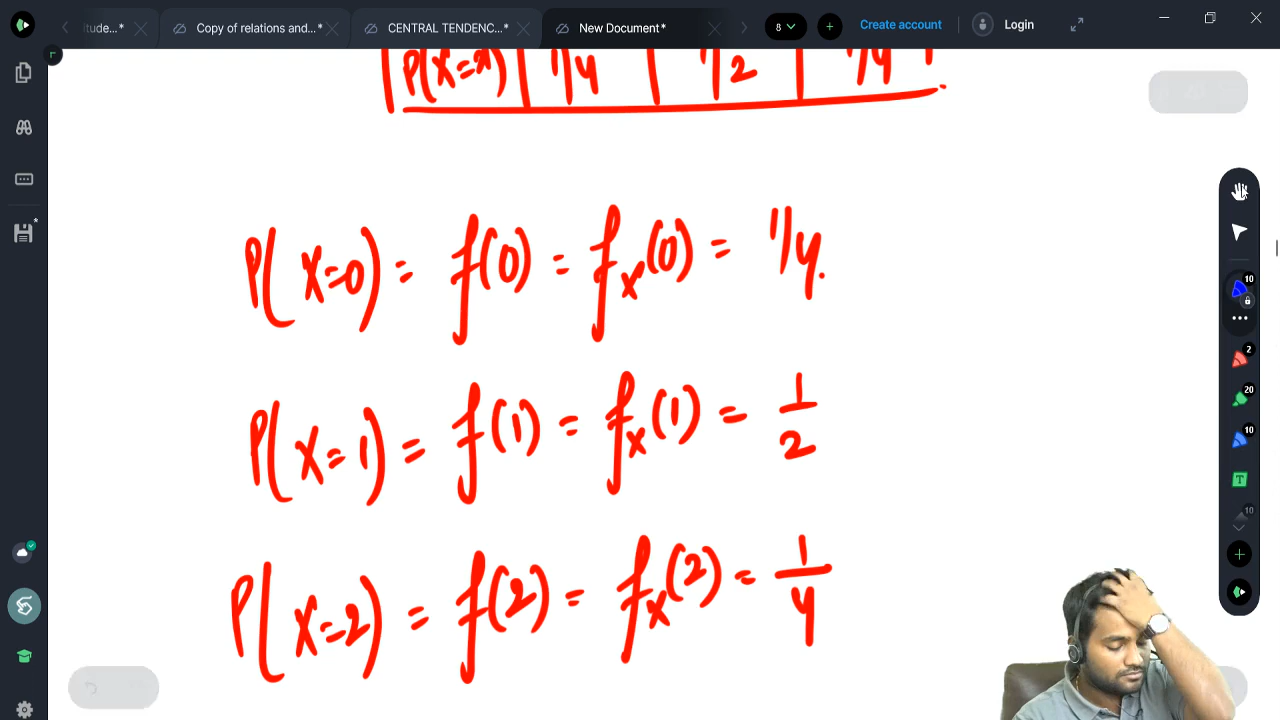 itude...*
Copy of relations and...*
CENTRAL TENDENC...*
New Document*
8
Create account
Login
P(X=x) 1/4 1/2 1/4
P(X=0) = f(0) = fx(0) = 1/4.
P(X=1) = f(1) = fx(1) = 1/2
P(X=2) = f(2) = fx(2) = 1/4
10
2
20
10
T
10